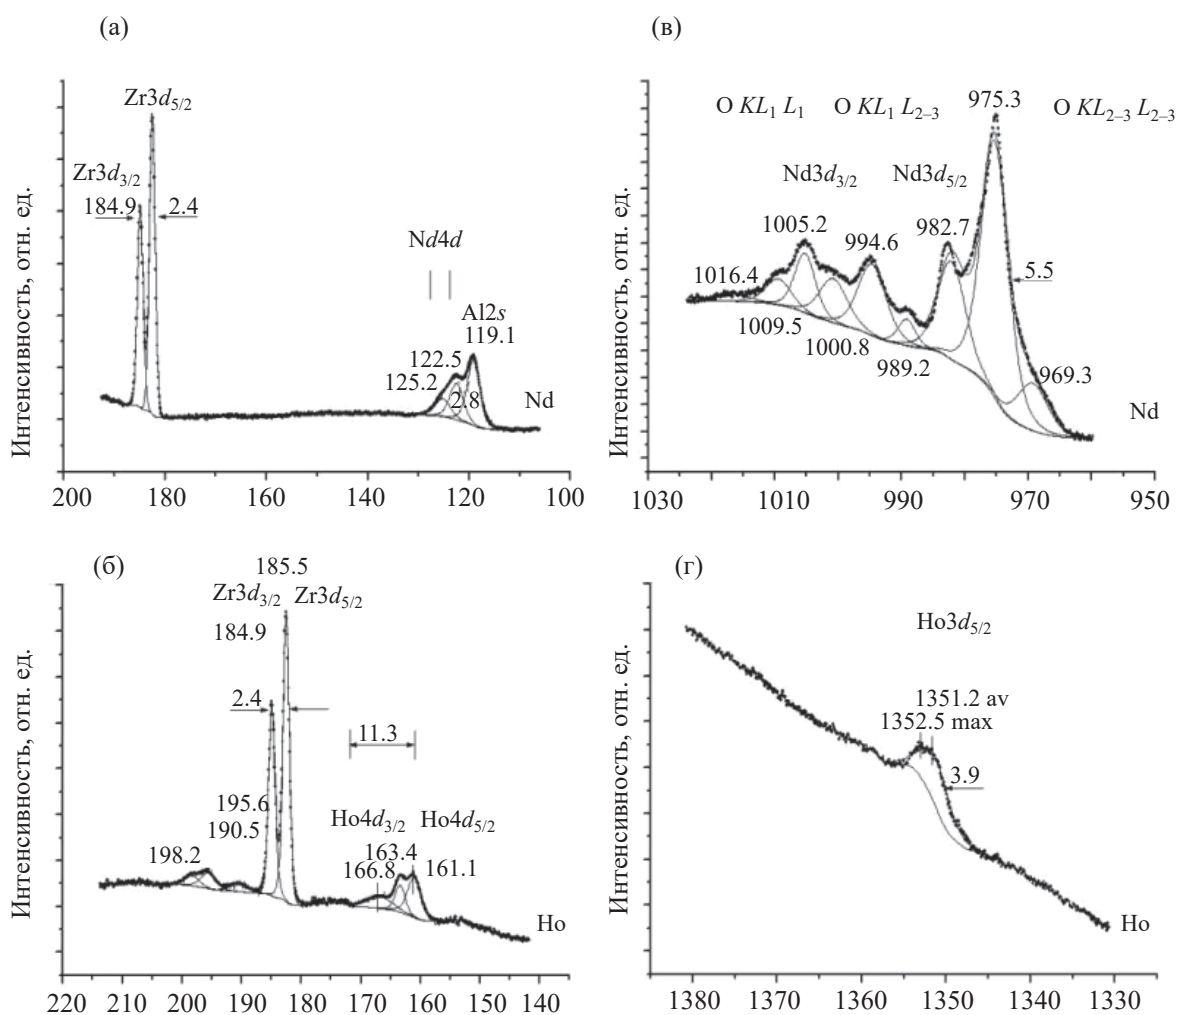 (а)
Интенсивность, отн. ед.
Zr3d5/2
Zr3d3/2
184.9
2.4
Nd4d
Al2s
119.1
122.5
125.2
2.8
Nd
200 180 160 140 120 100
(в)
Интенсивность, отн. ед.
O KL1 L1 O KL1 L2–3 975.3 O KL2–3 L2–3
Nd3d3/2 Nd3d5/2
1005.2 994.6 982.7
1016.4
5.5
1009.5
1000.8
989.2
969.3
Nd
1030 1010 990 970 950
(б)
Интенсивность, отн. ед.
185.5
Zr3d3/2 Zr3d5/2
184.9
2.4
11.3
195.6
190.5
198.2
Ho4d3/2 Ho4d5/2
163.4
166.8 161.1
Ho
220 200 185 170 160 150 140
(г)
Интенсивность, отн. ед.
Ho3d5/2
1351.2 av
1352.5 max
3.9
Ho
1380 1370 1360 1350 1340 1330